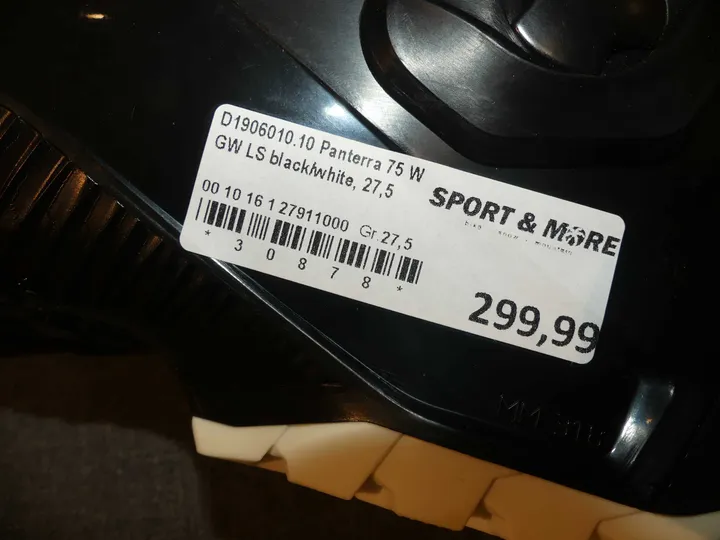 D1906010.10 Panterra 75 W
GW LS black/white, 27,5
SPORT & MORE
00 10 16 1 27911000 Gr.27,5
* 3 0 8 7 8 *
299,99